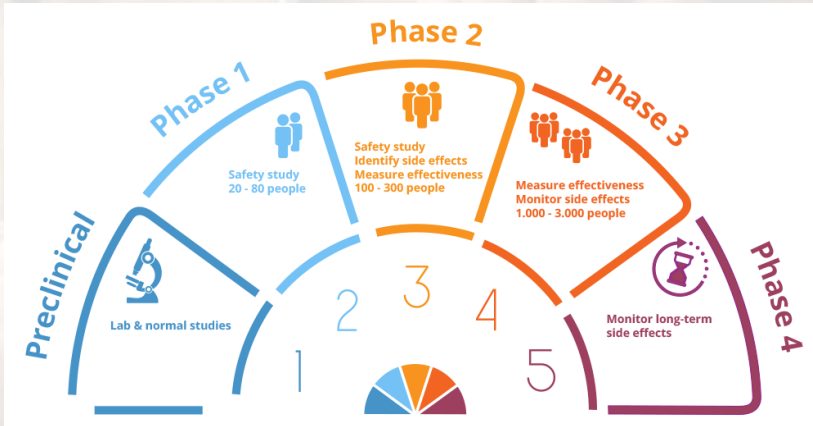 Preclinical
Lab & normal studies
1
Phase 1
Safety study
20 - 80 people
2
Phase 2
Safety study
Identify side effects
Measure effectiveness
100 - 300 people
3
Phase 3
Measure effectiveness
Monitor side effects
1.000 - 3.000 people
4
Phase 4
Monitor long-term
side effects
5